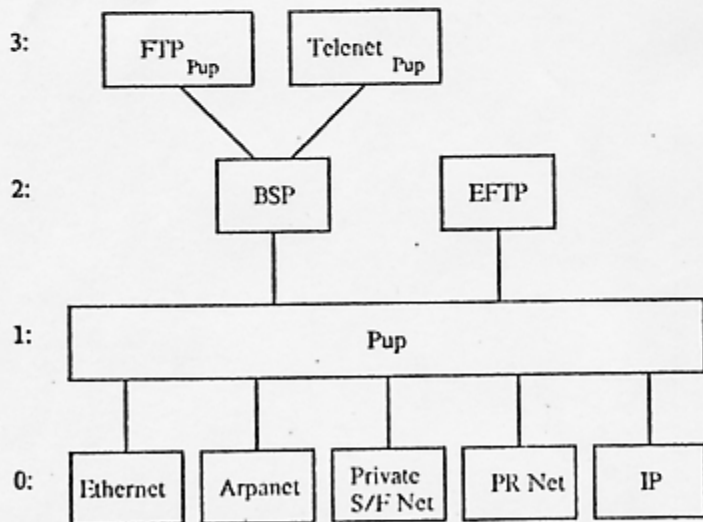 3:
FTP Pup
Telenet Pup
2:
BSP
EFTP
1:
Pup
0:
Ethernet
Arpanet
Private
S/F Net
PR Net
IP